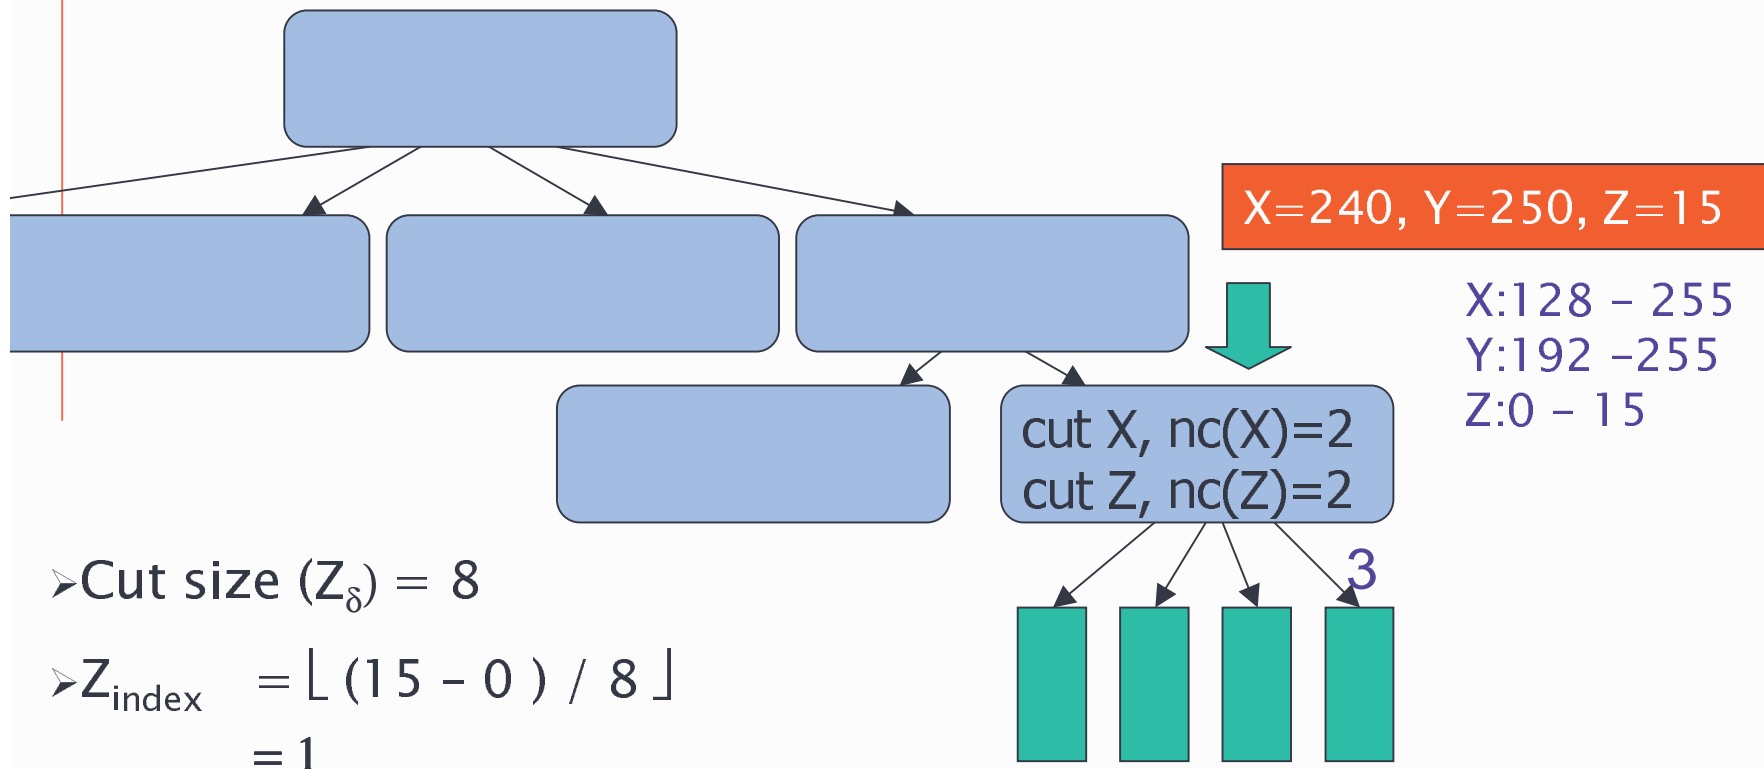 X=240, Y=250, Z=15
X:128 – 255
Y:192 –255
Z:0 – 15
cut X, nc(X)=2
cut Z, nc(Z)=2
3
➢Cut size (Zδ) = 8
➢Zindex = ⌊ (15 – 0 ) / 8 ⌋
= 1